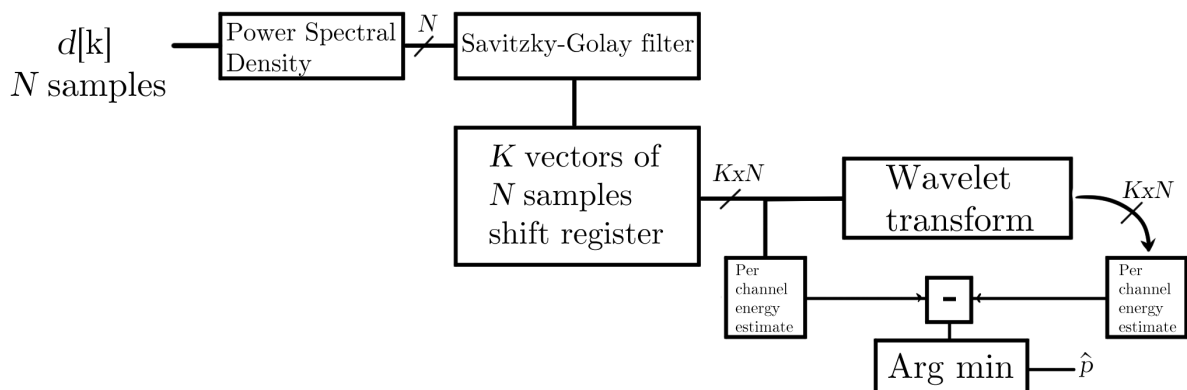 d[k]
N samples
Power Spectral
Density
N
Savitzky-Golay filter
K vectors of
N samples
shift register
KxN
Wavelet
transform
KxN
Per
channel
energy
estimate
-
Per
channel
energy
estimate
Arg min
p̂